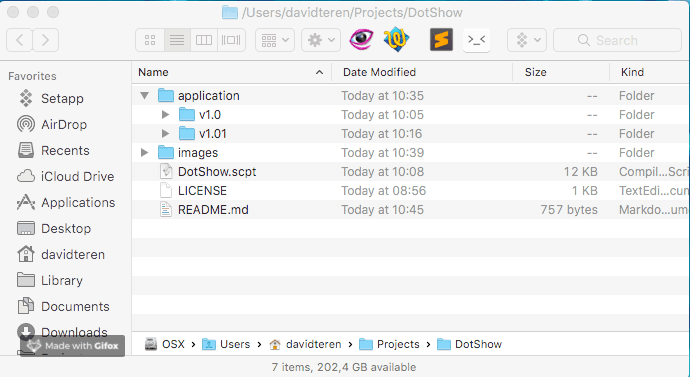 /Users/davidteren/Projects/DotShow
>_<
Search
Favorites
Setapp
AirDrop
Recents
iCloud Drive
Applications
Desktop
davidteren
Library
Documents
Downloads
Name Date Modified Size Kind
application Today at 10:35 -- Folder
v1.0 Today at 10:05 -- Folder
v1.01 Today at 10:16 -- Folder
images Today at 10:39 -- Folder
DotShow.scpt Today at 10:08 12 KB Compil...Scri
LICENSE Today at 08:56 1 KB TextEdi...cun
README.md Today at 10:45 757 bytes Markdo...ume
Made with Gifox
OSX › Users › davidteren › Projects › DotShow
7 items, 202,4 GB available